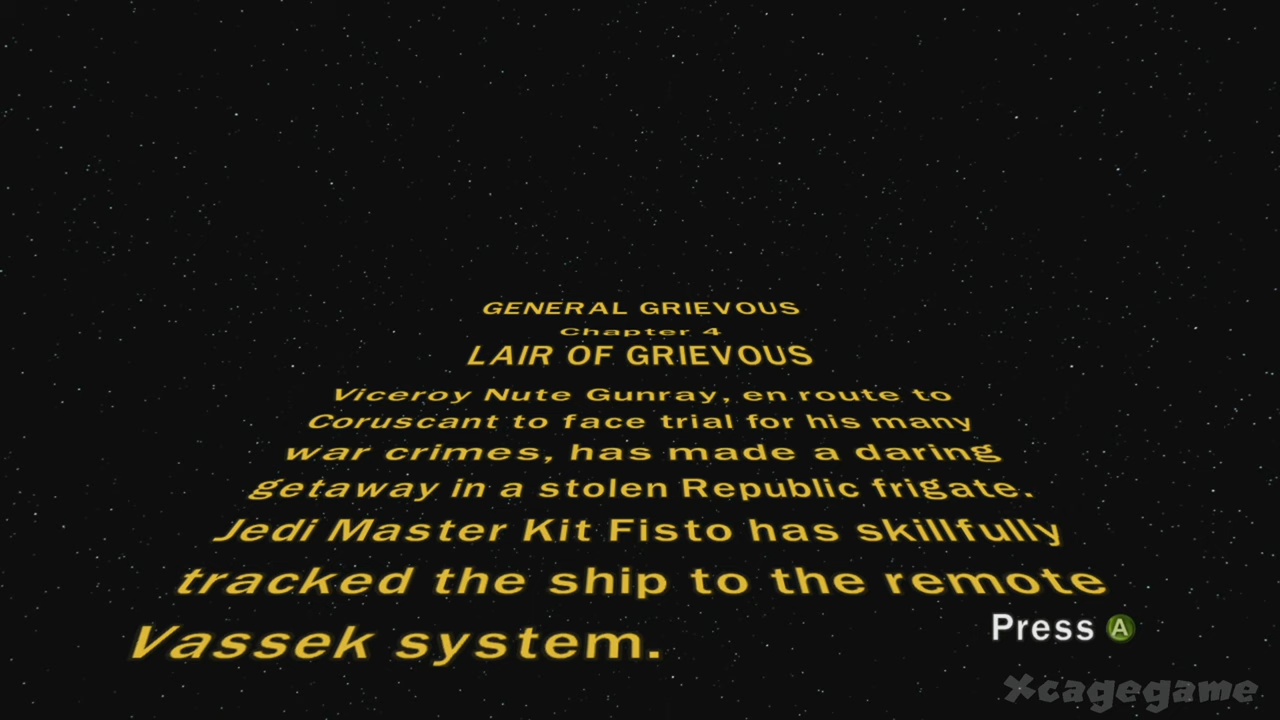 GENERAL GRIEVOUS
Chapter 4
LAIR OF GRIEVOUS
Viceroy Nute Gunray, en route to
Coruscant to face trial for his many
war crimes, has made a daring
getaway in a stolen Republic frigate.
Jedi Master Kit Fisto has skillfully
tracked the ship to the remote
Vassek system.
Press A
Xcagegame